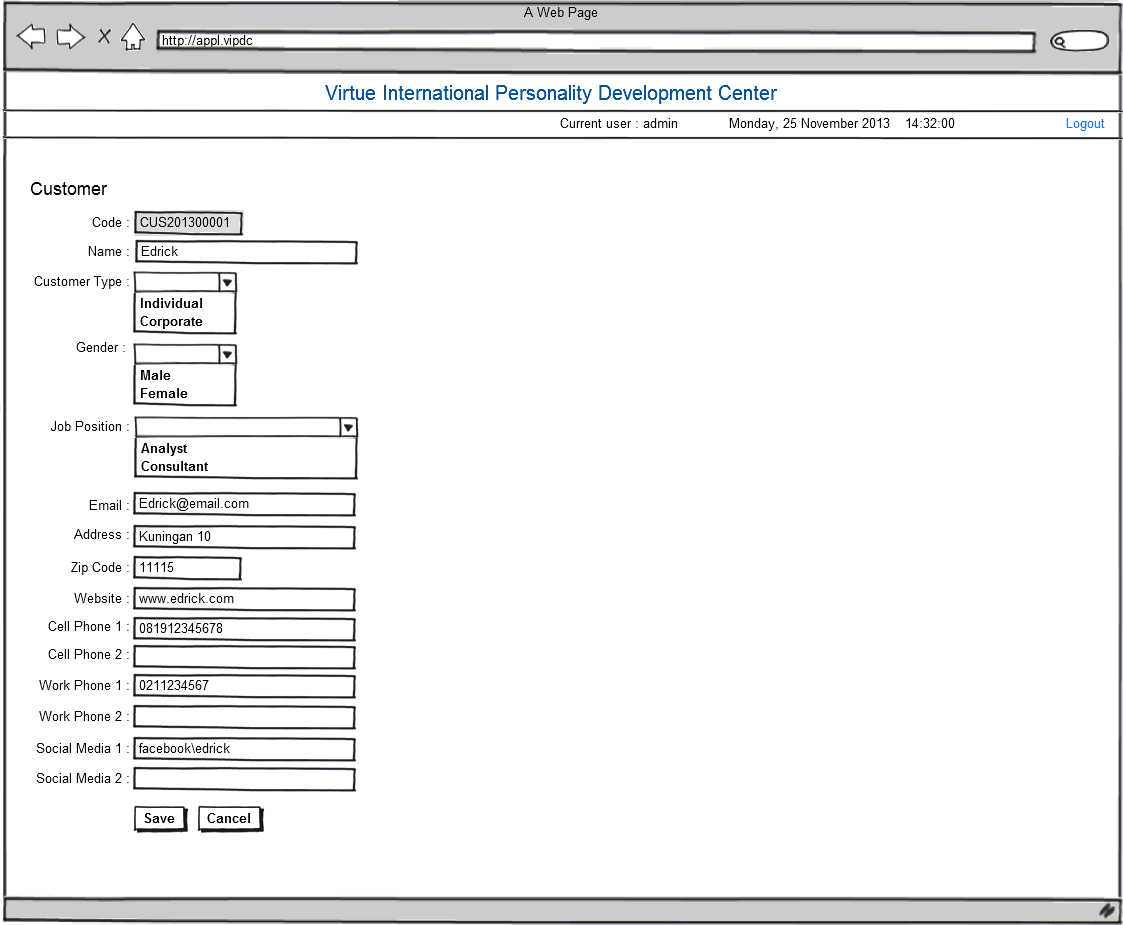 A Web Page
http://appl.vipdc
Virtue International Personality Development Center
Current user : admin Monday, 25 November 2013 14:32:00 Logout
Customer
Code : CUS201300001
Name : Edrick
Customer Type :
Individual
Corporate
Gender :
Male
Female
Job Position :
Analyst
Consultant
Email : Edrick@email.com
Address : Kuningan 10
Zip Code : 11115
Website : www.edrick.com
Cell Phone 1 : 081912345678
Cell Phone 2 :
Work Phone 1 : 0211234567
Work Phone 2 :
Social Media 1 : facebook\edrick
Social Media 2 :
Save Cancel